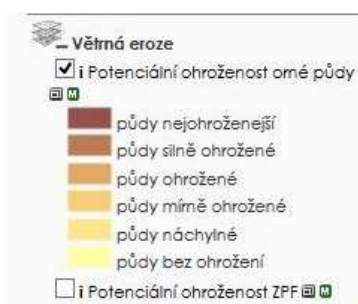 Větrná eroze
i Potenciální ohroženost orné půdy
M
půdy nejohroženejší
půdy silně ohrožené
půdy ohrožené
půdy mírně ohrožené
půdy náchylné
půdy bez ohrožení
i Potenciální ohroženost ZPF M